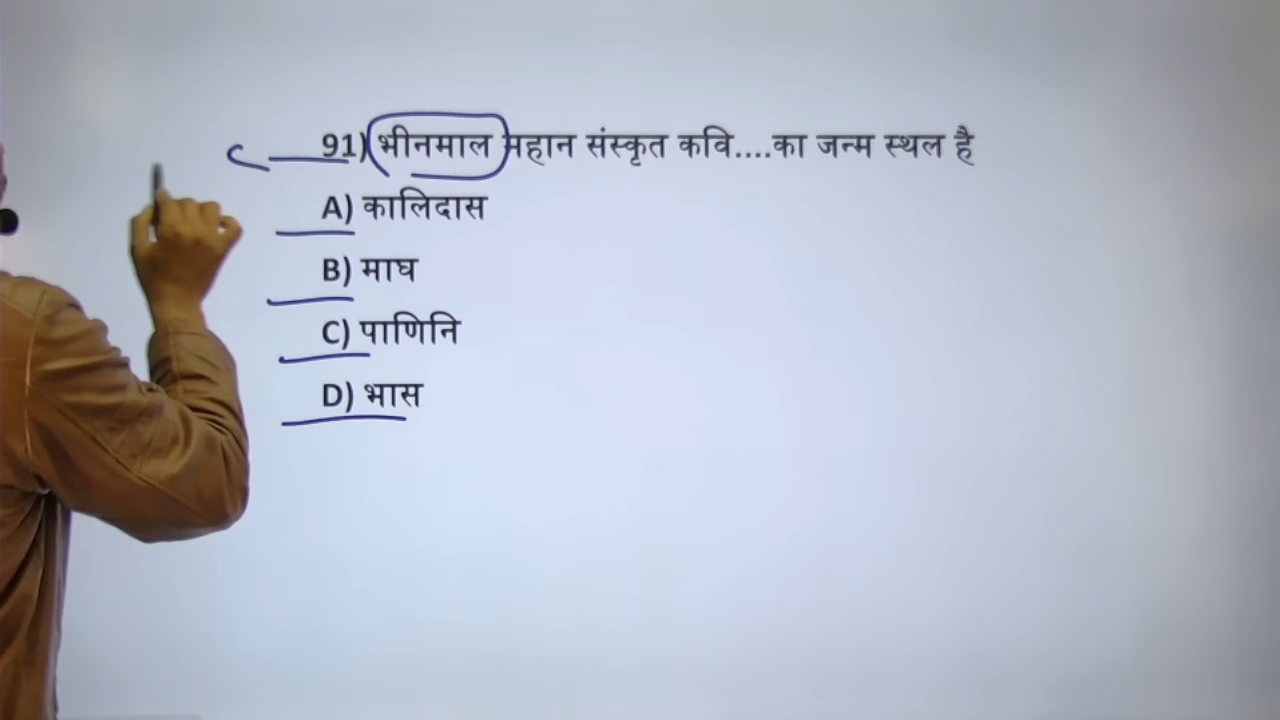 91) भीनमाल महान संस्कृत कवि....का जन्म स्थल है
A) कालिदास
B) माघ
C) पाणिनि
D) भास